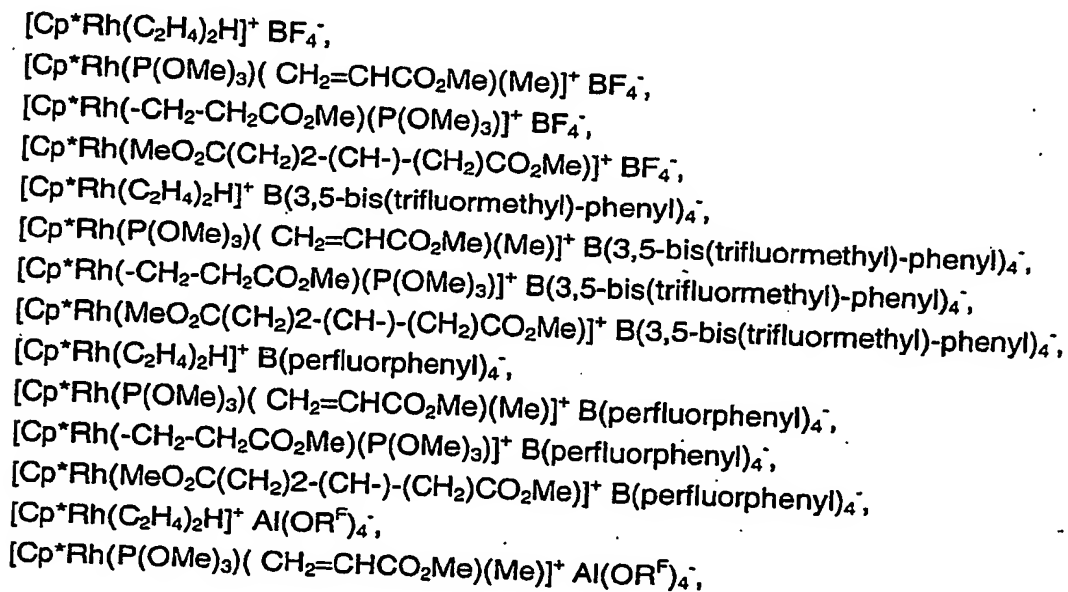 [Cp*Rh(C₂H₄)₂H]⁺ BF₄⁻,
[Cp*Rh(P(OMe)₃)( CH₂=CHCO₂Me)(Me)]⁺ BF₄⁻,
[Cp*Rh(-CH₂-CH₂CO₂Me)(P(OMe)₃)]⁺ BF₄⁻,
[Cp*Rh(MeO₂C(CH₂)2-(CH-)-(CH₂)CO₂Me)]⁺ BF₄⁻,
[Cp*Rh(C₂H₄)₂H]⁺ B(3,5-bis(trifluormethyl)-phenyl)₄⁻,
[Cp*Rh(P(OMe)₃)( CH₂=CHCO₂Me)(Me)]⁺ B(3,5-bis(trifluormethyl)-phenyl)₄⁻,
[Cp*Rh(-CH₂-CH₂CO₂Me)(P(OMe)₃)]⁺ B(3,5-bis(trifluormethyl)-phenyl)₄⁻,
[Cp*Rh(MeO₂C(CH₂)2-(CH-)-(CH₂)CO₂Me)]⁺ B(3,5-bis(trifluormethyl)-phenyl)₄⁻,
[Cp*Rh(C₂H₄)₂H]⁺ B(perfluorphenyl)₄⁻,
[Cp*Rh(P(OMe)₃)( CH₂=CHCO₂Me)(Me)]⁺ B(perfluorphenyl)₄⁻,
[Cp*Rh(-CH₂-CH₂CO₂Me)(P(OMe)₃)]⁺ B(perfluorphenyl)₄⁻,
[Cp*Rh(MeO₂C(CH₂)2-(CH-)-(CH₂)CO₂Me)]⁺ B(perfluorphenyl)₄⁻,
[Cp*Rh(C₂H₄)₂H]⁺ Al(ORᶠ)₄⁻,
[Cp*Rh(P(OMe)₃)( CH₂=CHCO₂Me)(Me)]⁺ Al(ORᶠ)₄⁻,